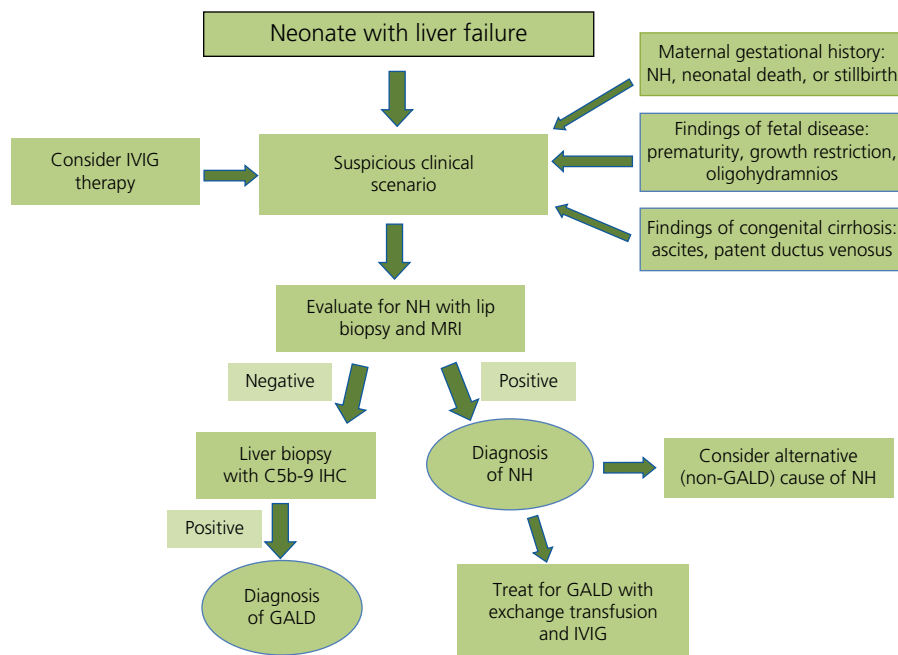 Neonate with liver failure
Maternal gestational history:
NH, neonatal death, or stillbirth
Findings of fetal disease:
prematurity, growth restriction,
oligohydramnios
Findings of congenital cirrhosis:
ascites, patent ductus venosus
Consider IVIG
therapy
Suspicious clinical
scenario
Evaluate for NH with lip
biopsy and MRI
Negative
Positive
Liver biopsy
with C5b-9 IHC
Diagnosis
of NH
Consider alternative
(non-GALD) cause of NH
Positive
Diagnosis
of GALD
Treat for GALD with
exchange transfusion
and IVIG